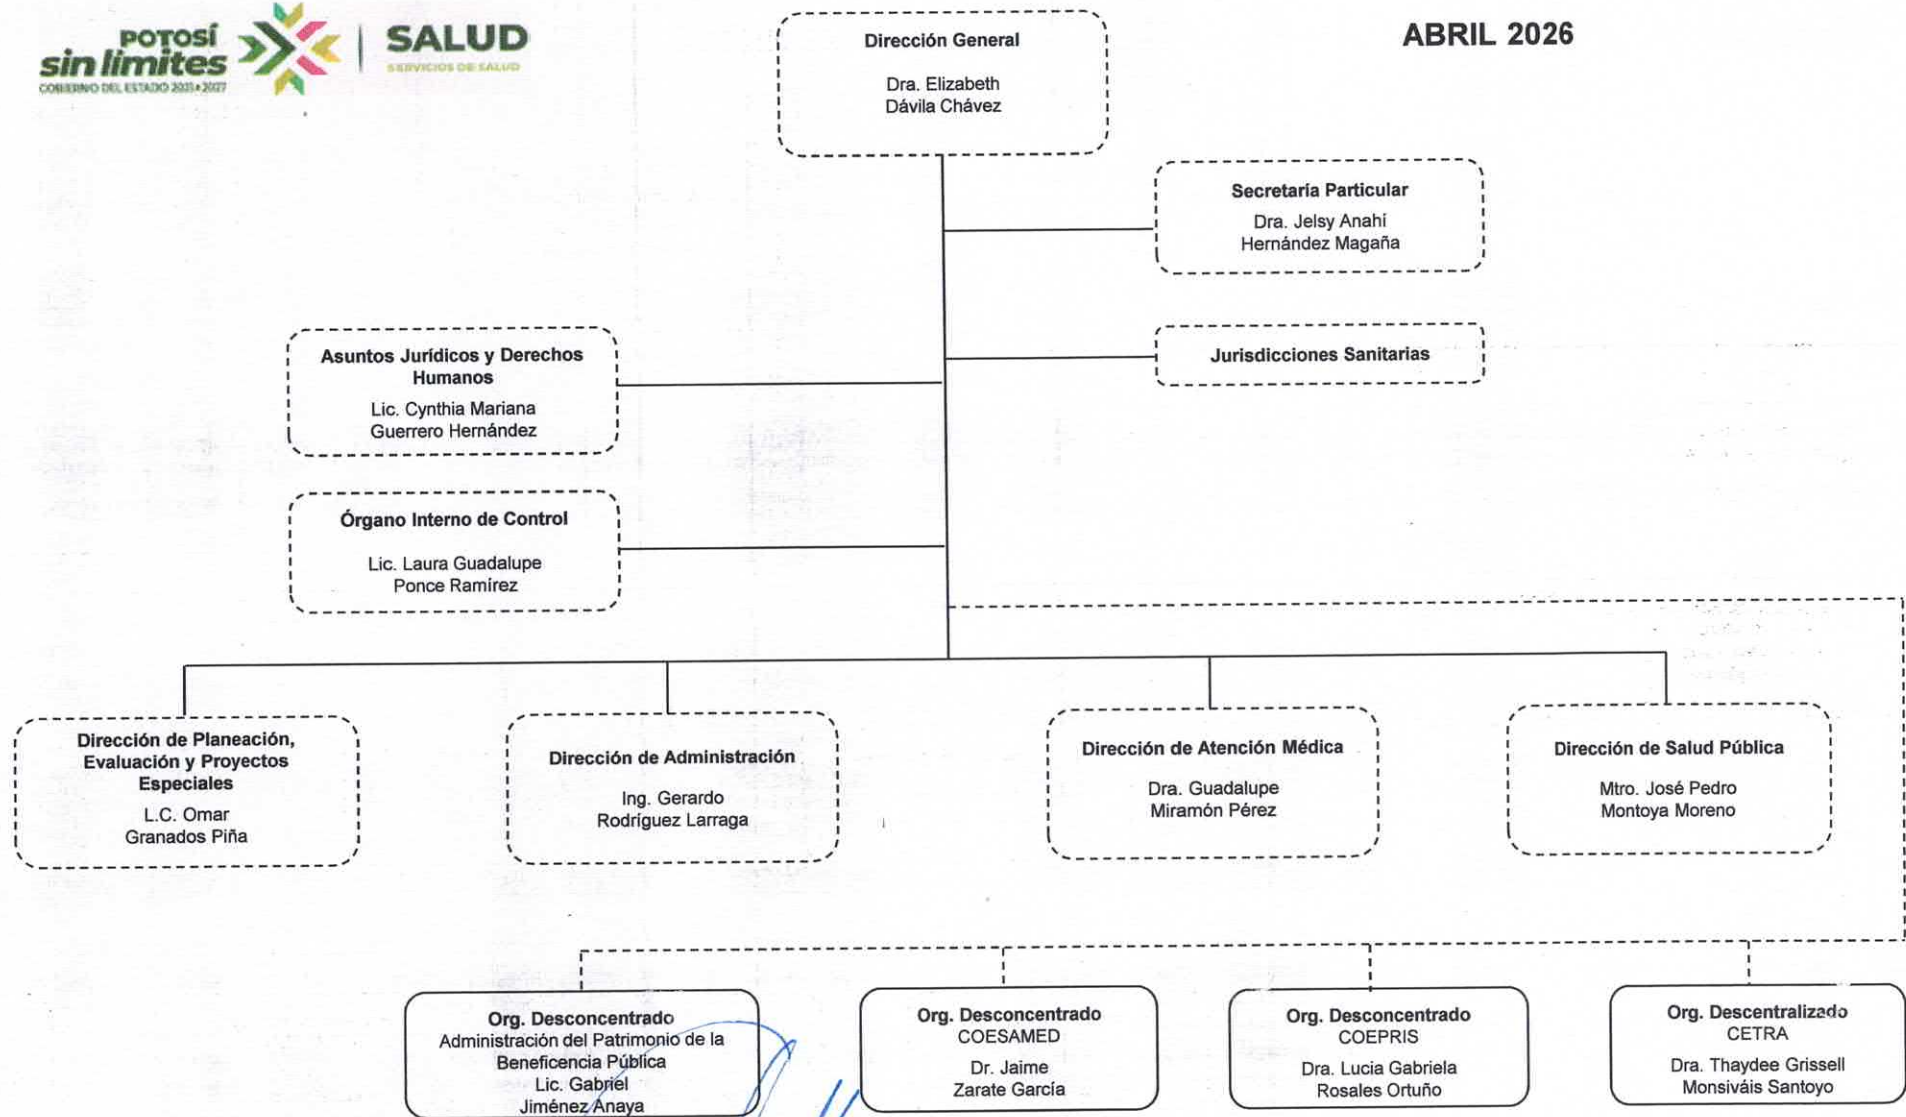 POTOSÍ
sin límites
GOBIERNO DEL ESTADO 2021•2027
SALUD
SERVICIOS DE SALUD
ABRIL 2026
Dirección General
Dra. Elizabeth
Dávila Chávez
Secretaría Particular
Dra. Jelsy Anahí
Hernández Magaña
Jurisdicciones Sanitarias
Asuntos Jurídicos y Derechos
Humanos
Lic. Cynthia Mariana
Guerrero Hernández
Órgano Interno de Control
Lic. Laura Guadalupe
Ponce Ramírez
Dirección de Planeación,
Evaluación y Proyectos
Especiales
L.C. Omar
Granados Piña
Dirección de Administración
Ing. Gerardo
Rodríguez Larraga
Dirección de Atención Médica
Dra. Guadalupe
Miramón Pérez
Dirección de Salud Pública
Mtro. José Pedro
Montoya Moreno
Org. Desconcentrado
Administración del Patrimonio de la
Beneficencia Pública
Lic. Gabriel
Jiménez Anaya
Org. Desconcentrado
COESAMED
Dr. Jaime
Zarate García
Org. Desconcentrado
COEPRIS
Dra. Lucia Gabriela
Rosales Ortuño
Org. Descentralizado
CETRA
Dra. Thaydee Grissell
Monsiváis Santoyo